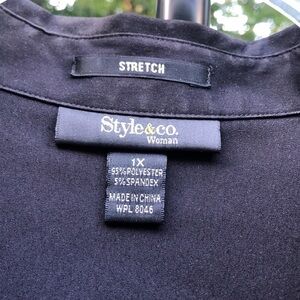 STRETCH
Style&co.
Woman
1X
95%POLYESTER
5%SPANDEX
MADE IN CHINA
WPL 8046